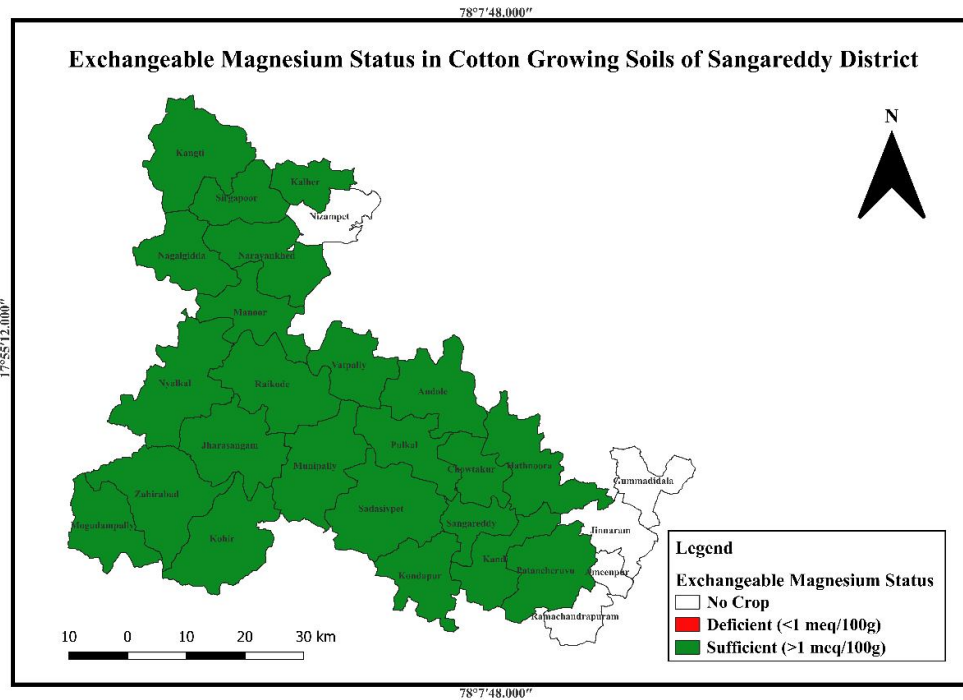 78°7'48.000"
Exchangeable Magnesium Status in Cotton Growing Soils of Sangareddy District
N
Kangti
Kalher
Sirgapoor
Nizampet
Nagalgidda
Narayankhed
Manoor
17°55'12.000"
Vatpally
Nyalkal
Raikode
Andole
Jharasangam
Pulkal
Munipally
Chowtakur
Hathnoora
Gummadidala
Zahirabad
Sadasivpet
Mogudampally
Sangareddy
Jinnaram
Kohir
Kandi
Patancheruvu
Ameenpur
Kondapur
Ramachandrapuram
Legend
Exchangeable Magnesium Status
No Crop
Deficient (<1 meq/100g)
Sufficient (>1 meq/100g)
10 0 10 20 30 km
78°7'48.000"